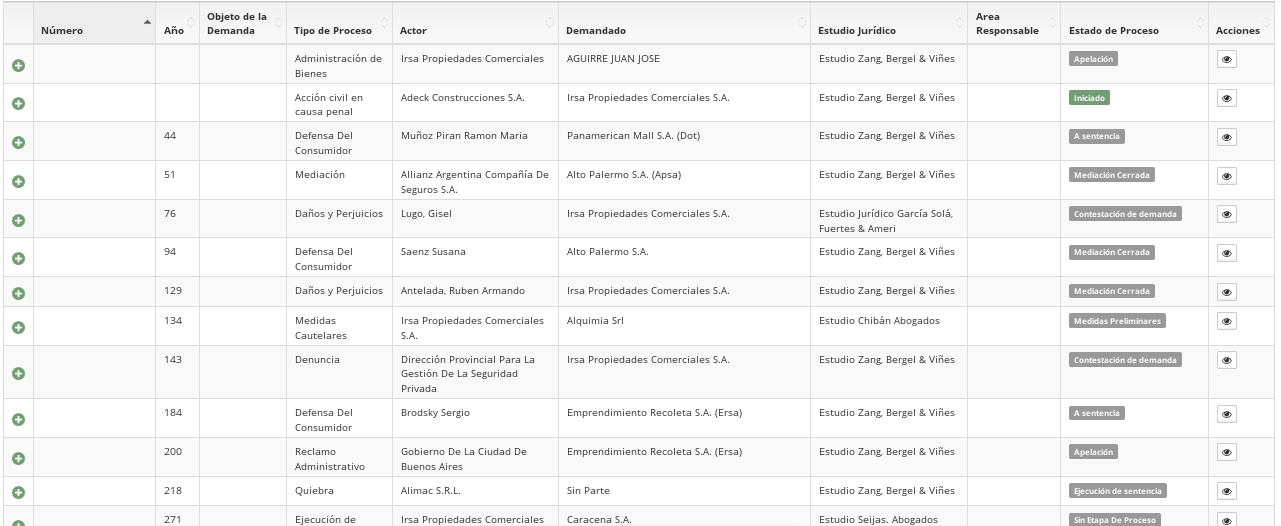 Número Año Objeto de la Demanda Tipo de Proceso Actor Demandado Estudio Jurídico Area Responsable Estado de Proceso Acciones
Administración de Bienes Irsa Propiedades Comerciales AGUIRRE JUAN JOSE Estudio Zang, Bergel & Viñes Apelación
Acción civil en causa penal Adeck Construcciones S.A. Irsa Propiedades Comerciales S.A. Estudio Zang, Bergel & Viñes Iniciado
44 Defensa Del Consumidor Muñoz Piran Ramon Maria Panamerican Mall S.A. (Dot) Estudio Zang, Bergel & Viñes A sentencia
51 Mediación Allianz Argentina Compañía De Seguros S.A. Alto Palermo S.A. (Apsa) Estudio Zang, Bergel & Viñes Mediación Cerrada
76 Daños y Perjuicios Lugo, Gisel Irsa Propiedades Comerciales S.A. Estudio Jurídico García Solá, Fuertes & Ameri Contestación de demanda
94 Defensa Del Consumidor Saenz Susana Alto Palermo S.A. Estudio Zang, Bergel & Viñes Mediación Cerrada
129 Daños y Perjuicios Antelada, Ruben Armando Irsa Propiedades Comerciales S.A. Estudio Zang, Bergel & Viñes Mediación Cerrada
134 Medidas Cautelares Irsa Propiedades Comerciales S.A. Alquimia Srl Estudio Chibán Abogados Medidas Preliminares
143 Denuncia Dirección Provincial Para La Gestión De La Seguridad Privada Irsa Propiedades Comerciales S.A. Estudio Zang, Bergel & Viñes Contestación de demanda
184 Defensa Del Consumidor Brodsky Sergio Emprendimiento Recoleta S.A. (Ersa) Estudio Zang, Bergel & Viñes A sentencia
200 Reclamo Administrativo Gobierno De La Ciudad De Buenos Aires Emprendimiento Recoleta S.A. (Ersa) Estudio Zang, Bergel & Viñes Apelación
218 Quiebra Alimac S.R.L. Sin Parte Estudio Zang, Bergel & Viñes Ejecución de sentencia
271 Ejecución de Irsa Propiedades Comerciales Caracena S.A. Estudio Seijas. Abogados Sin Etapa De Proceso